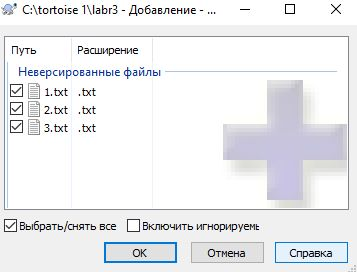 C:\tortoise 1\labr3 - Добавление - ...
Путь Расширение
Неверсированные файлы
1.txt .txt
2.txt .txt
3.txt .txt
Выбрать/снять все Включить игнорируемы
OK Отмена Справка